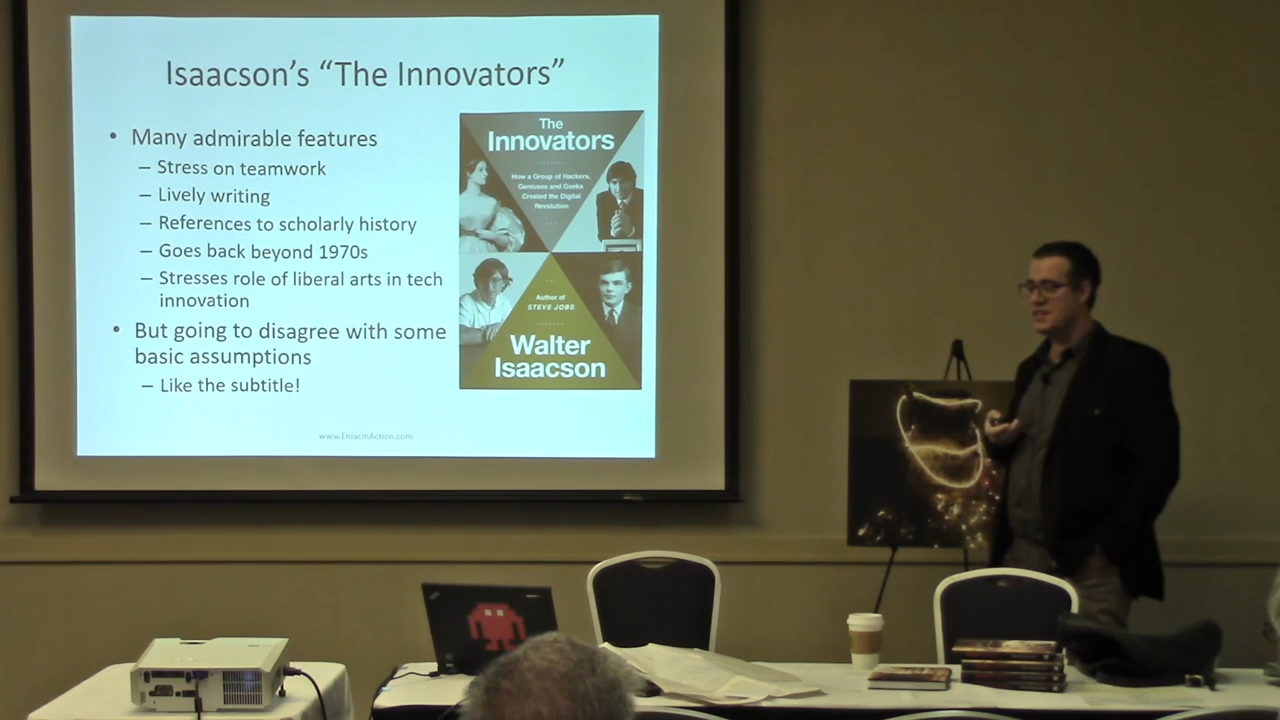 Isaacson's “The Innovators”
• Many admirable features
– Stress on teamwork
– Lively writing
– References to scholarly history
– Goes back beyond 1970s
– Stresses role of liberal arts in tech
innovation
• But going to disagree with some
basic assumptions
– Like the subtitle!
The
Innovators
How a Group of Hackers,
Geniuses and Geeks
Created the Digital
Revolution
Author of
STEVE JOBS
Walter
Isaacson
www.EniacInAction.com